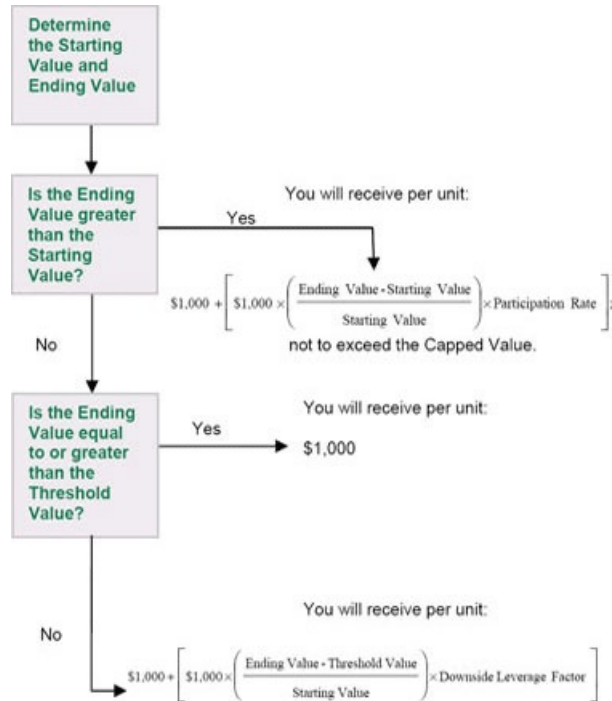 Determine
the Starting
Value and
Ending Value
Is the Ending
Value greater
than the
Starting
Value?
Yes
You will receive per unit:
$1,000 + [ $1,000 × ( Ending Value - Starting Value / Starting Value ) × Participation Rate ] ;
not to exceed the Capped Value.
No
Is the Ending
Value equal
to or greater
than the
Threshold
Value?
Yes
You will receive per unit:
$1,000
No
You will receive per unit:
$1,000 + [ $1,000 × ( Ending Value - Threshold Value / Starting Value ) × Downside Leverage Factor ]